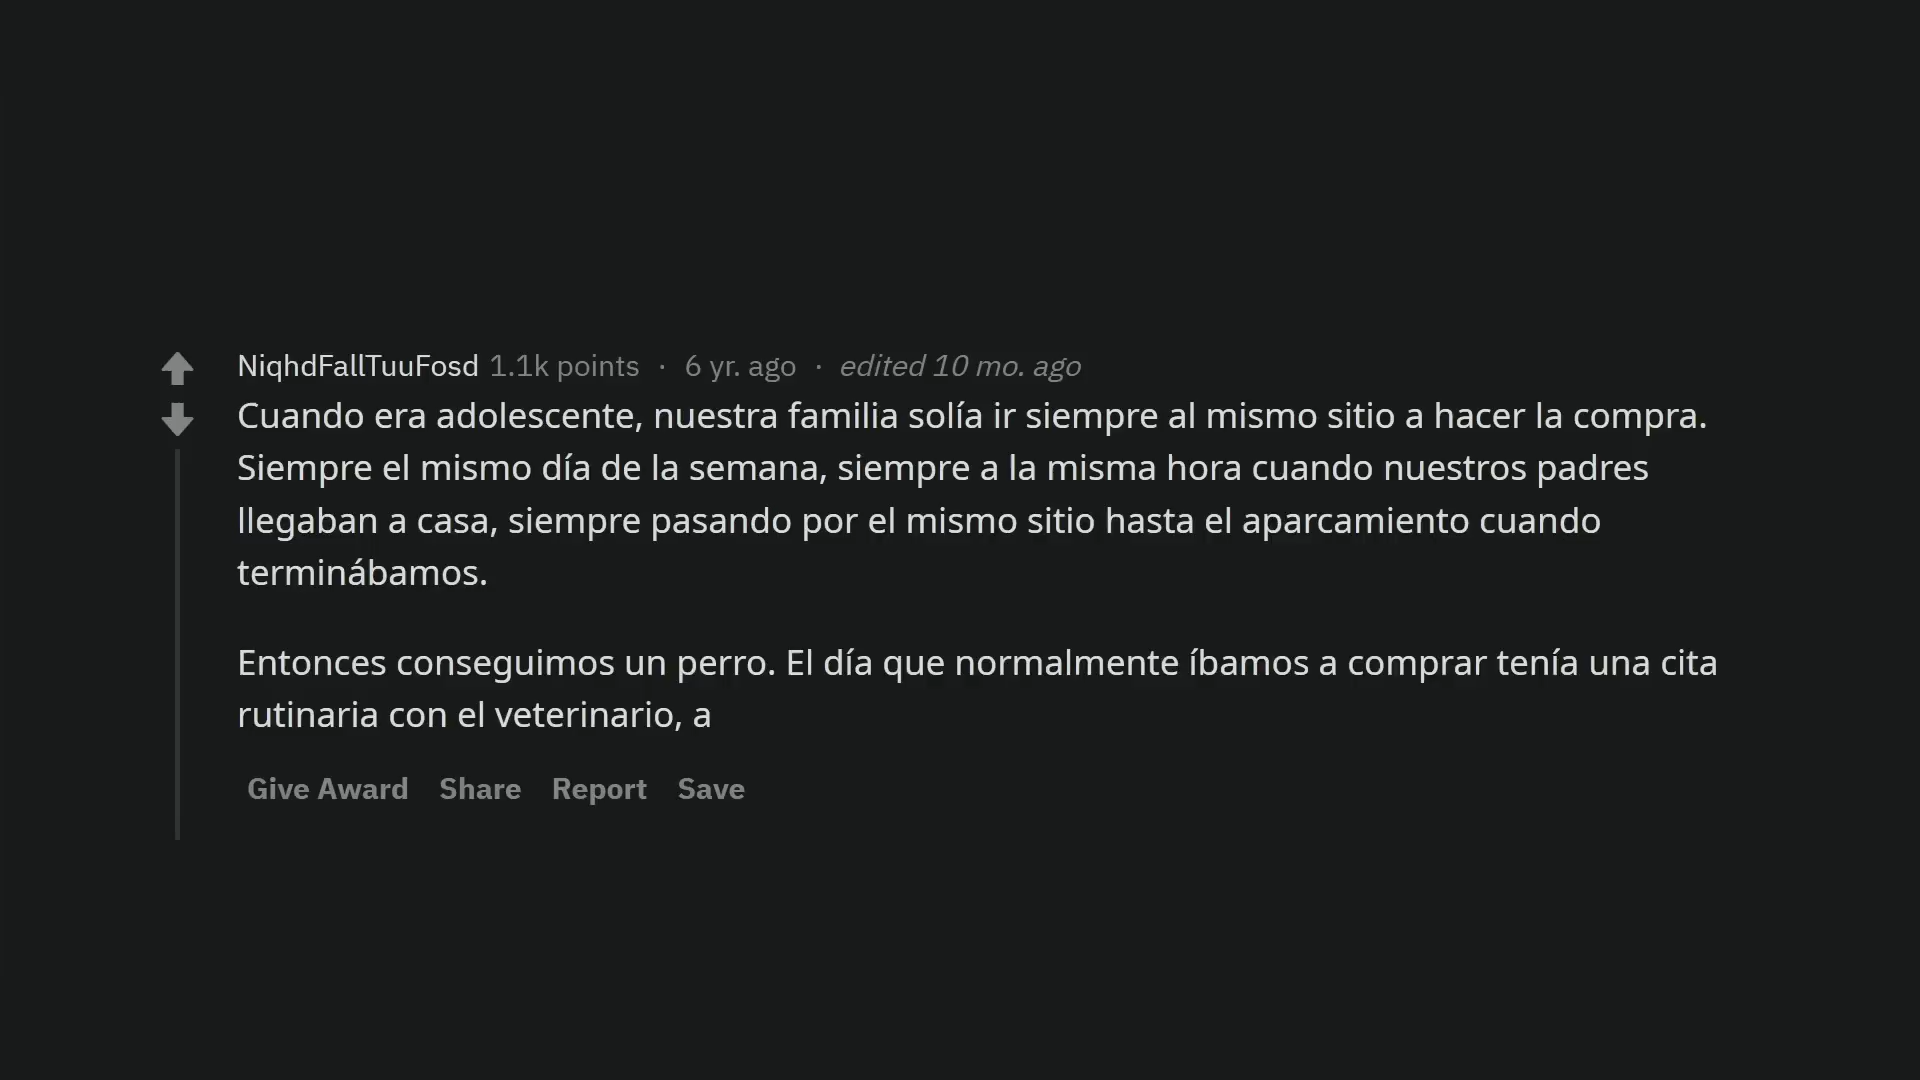 NiqhdFallTuuFosd 1.1k points · 6 yr. ago · edited 10 mo. ago
Cuando era adolescente, nuestra familia solía ir siempre al mismo sitio a hacer la compra.
Siempre el mismo día de la semana, siempre a la misma hora cuando nuestros padres
llegaban a casa, siempre pasando por el mismo sitio hasta el aparcamiento cuando
terminábamos.
Entonces conseguimos un perro. El día que normalmente íbamos a comprar tenía una cita
rutinaria con el veterinario, a
Give Award Share Report Save